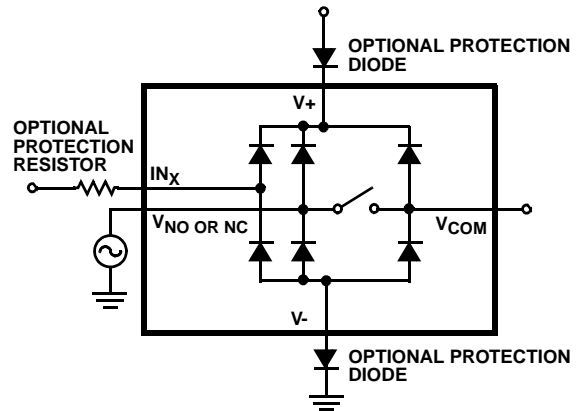 OPTIONAL PROTECTION
DIODE
V+
OPTIONAL
PROTECTION
RESISTOR
INX
VNO OR NC
VCOM
V-
OPTIONAL PROTECTION
DIODE